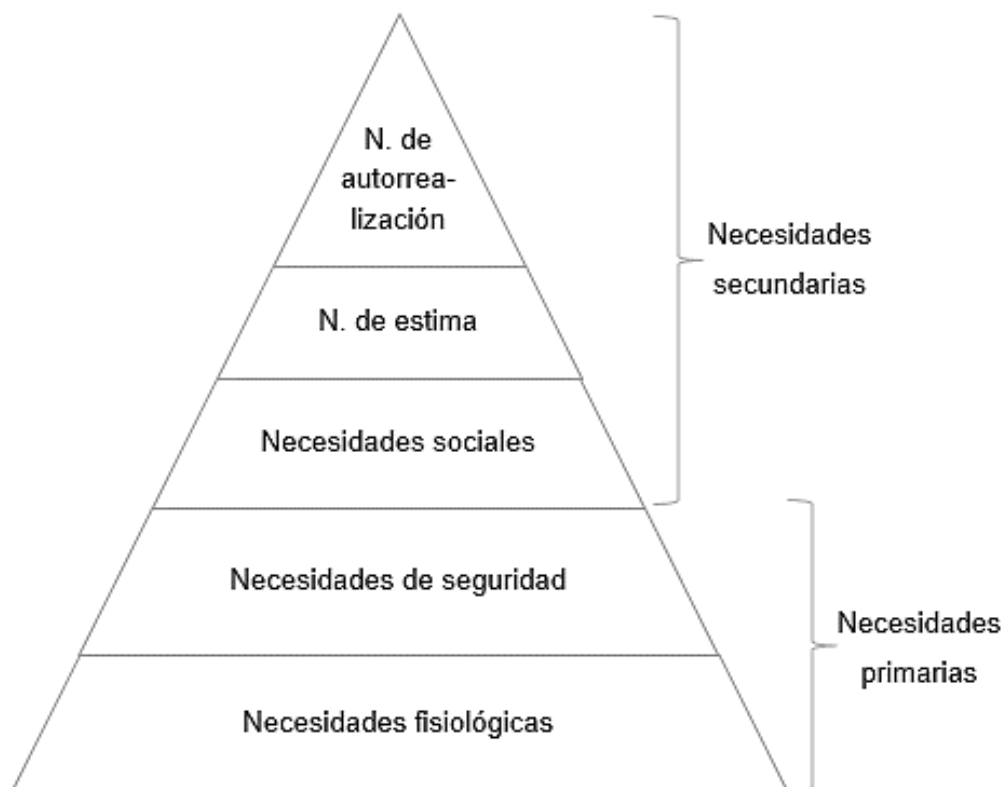 N. de
autorrea-
lización
N. de estima
Necesidades sociales
Necesidades de seguridad
Necesidades fisiológicas
Necesidades
secundarias
Necesidades
primarias